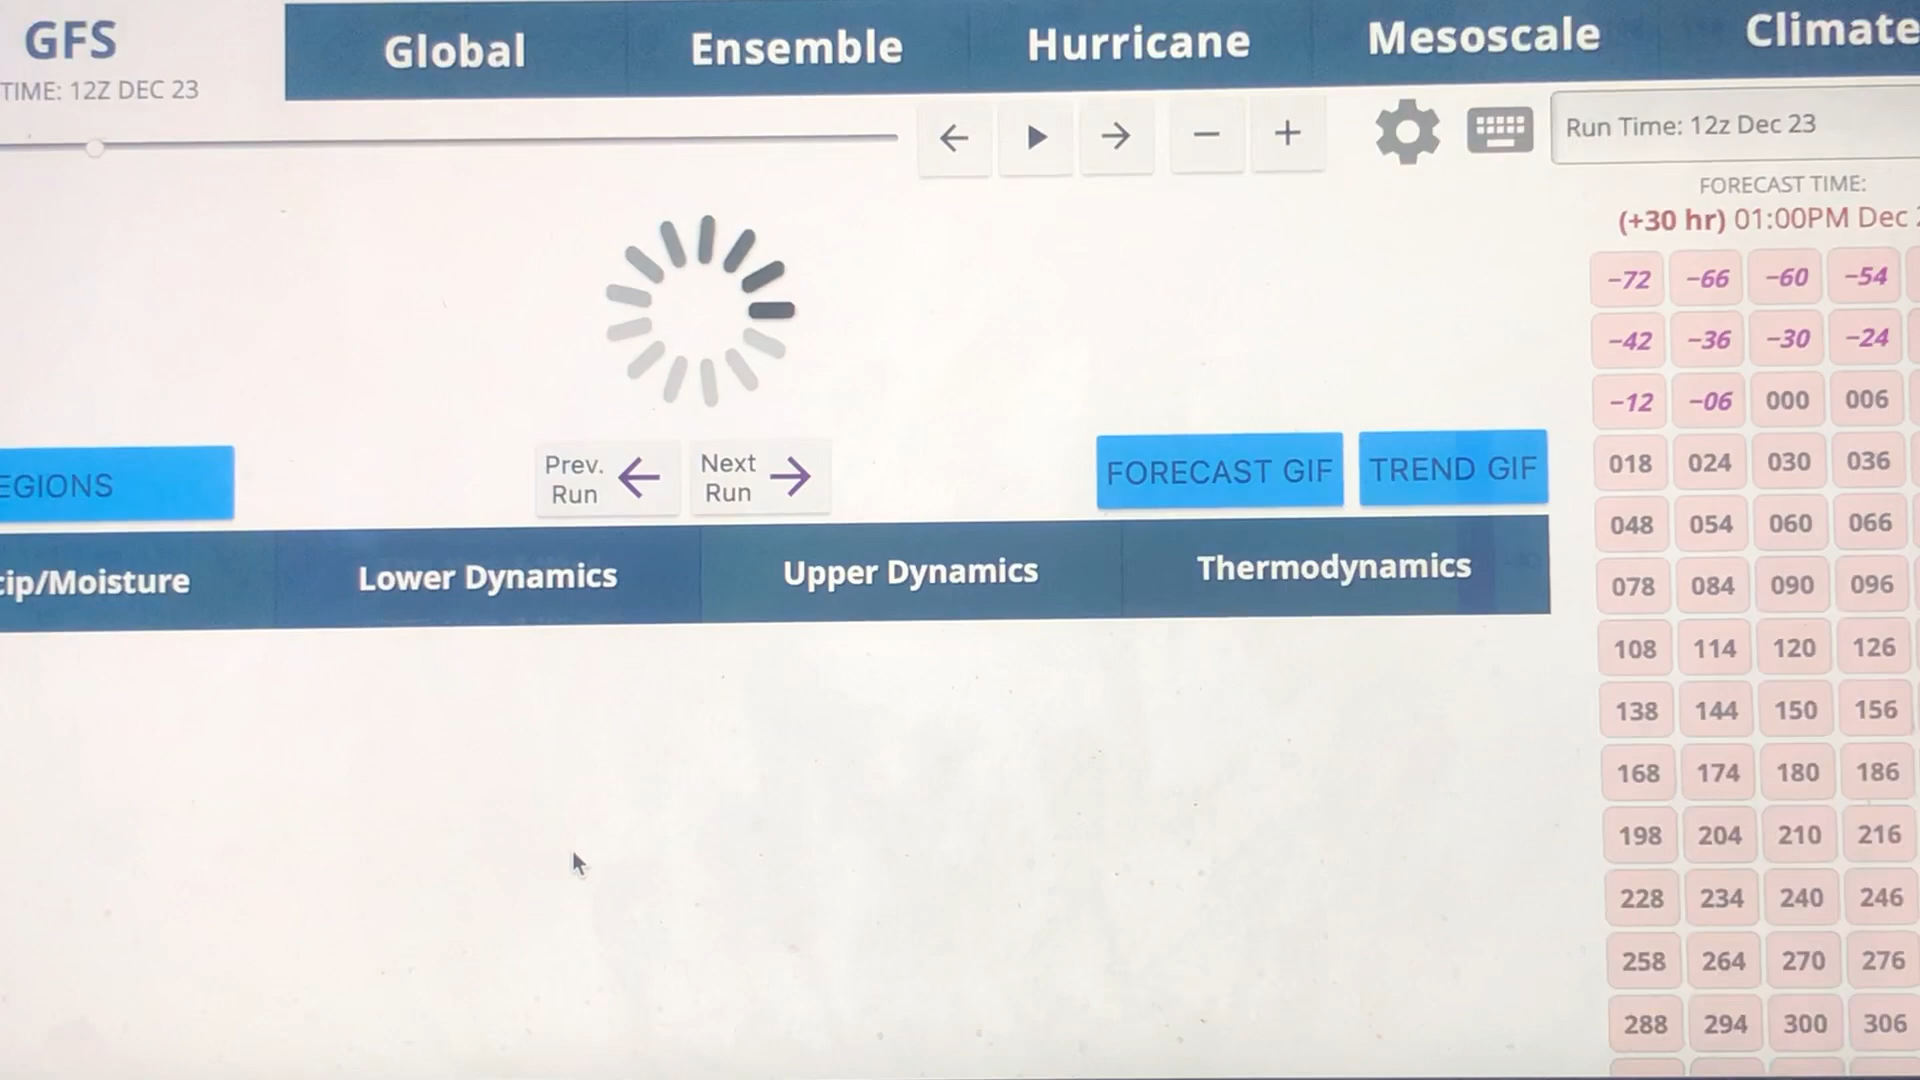 GFS
Global Ensemble Hurricane Mesoscale Climate
TIME: 12Z DEC 23
Run Time: 12z Dec 23
FORECAST TIME:
(+30 hr) 01:00PM Dec
-72 -66 -60 -54
-42 -36 -30 -24
-12 -06 000 006
018 024 030 036
048 054 060 066
078 084 090 096
108 114 120 126
138 144 150 156
168 174 180 186
198 204 210 216
228 234 240 246
258 264 270 276
288 294 300 306
EGIONS
Prev.
Run
Next
Run
FORECAST GIF
TREND GIF
cip/Moisture Lower Dynamics Upper Dynamics Thermodynamics